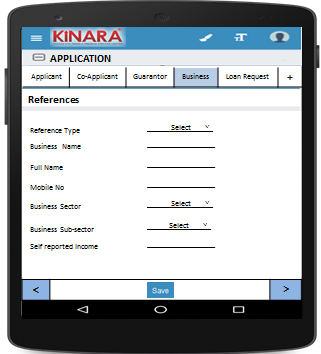 KINARA
T
APPLICATION
Applicant Co-Applicant Guarantor Business Loan Request +
References
Reference Type Select v
Business Name
Full Name
Mobile No
Business Sector Select v
Business Sub-sector Select v
Self reported Income
< Save >